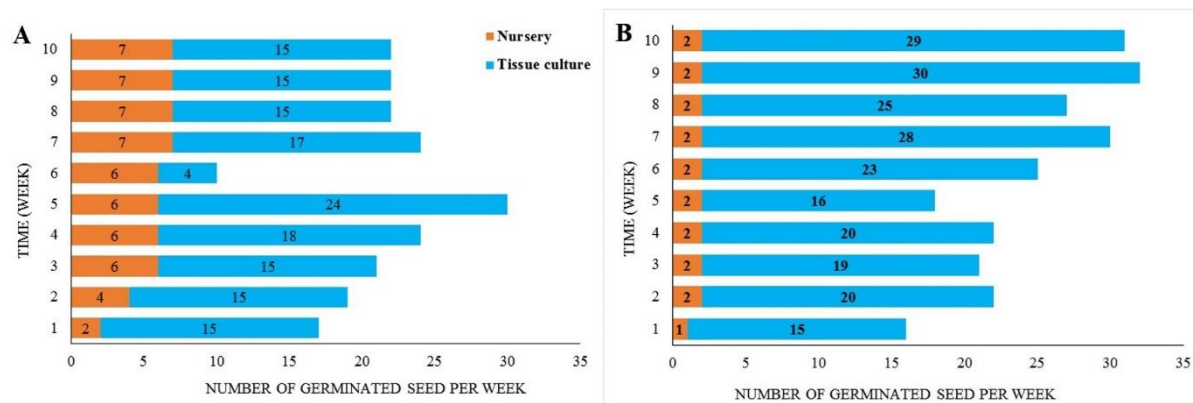 A
Nursery
Tissue culture
TIME (WEEK)
10 7 15
9 7 15
8 7 15
7 7 17
6 6 4
5 6 24
4 6 18
3 6 15
2 4 15
1 2 15
0 5 10 15 20 25 30 35
NUMBER OF GERMINATED SEED PER WEEK
B
TIME (WEEK)
10 2 29
9 2 30
8 2 25
7 2 28
6 2 23
5 2 16
4 2 20
3 2 19
2 2 20
1 1 15
0 5 10 15 20 25 30 35
NUMBER OF GERMINATED SEED PER WEEK